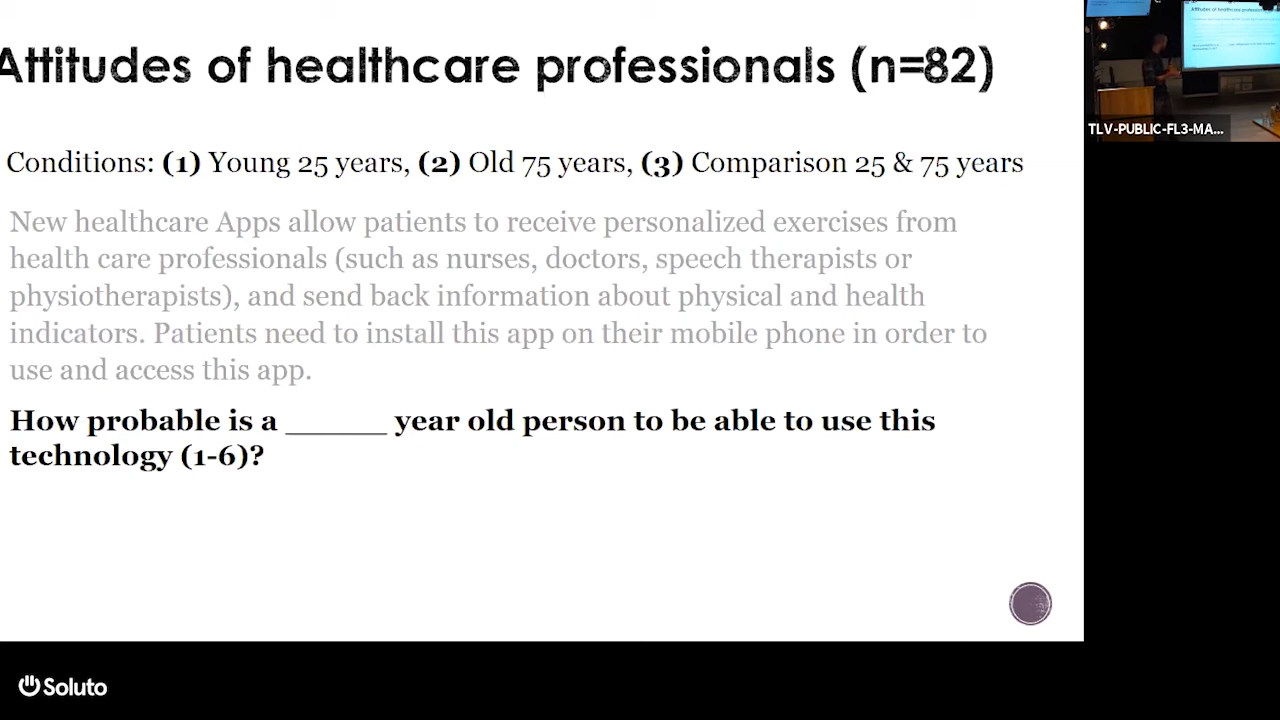 Attitudes of healthcare professionals (n=82)
Conditions: (1) Young 25 years, (2) Old 75 years, (3) Comparison 25 & 75 years
New healthcare Apps allow patients to receive personalized exercises from
health care professionals (such as nurses, doctors, speech therapists or
physiotherapists), and send back information about physical and health
indicators. Patients need to install this app on their mobile phone in order to
use and access this app.
How probable is a _____ year old person to be able to use this
technology (1-6)?
TLV-PUBLIC-FL3-MA...
Soluto